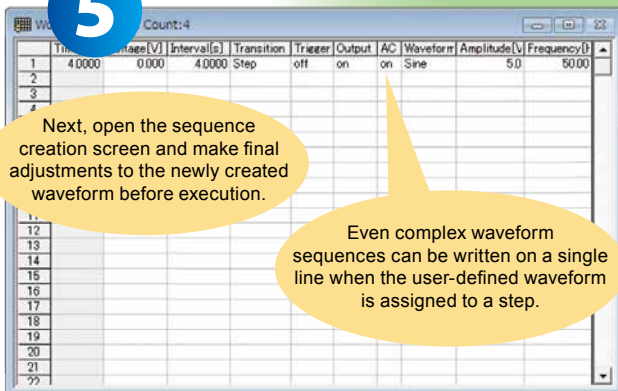 5
Count:4
Interval[s] Transition Trigger Output AC Waveform Amplitude[V Frequency[H
1 4.0000 0.000 4.0000 Step off on on Sine 5.0 50.00
2
3
Next, open the sequence
creation screen and make final
adjustments to the newly created
waveform before execution.
12
13
14
15
16
17
18
19
20
21
22
Even complex waveform
sequences can be written on a single
line when the user-defined waveform
is assigned to a step.